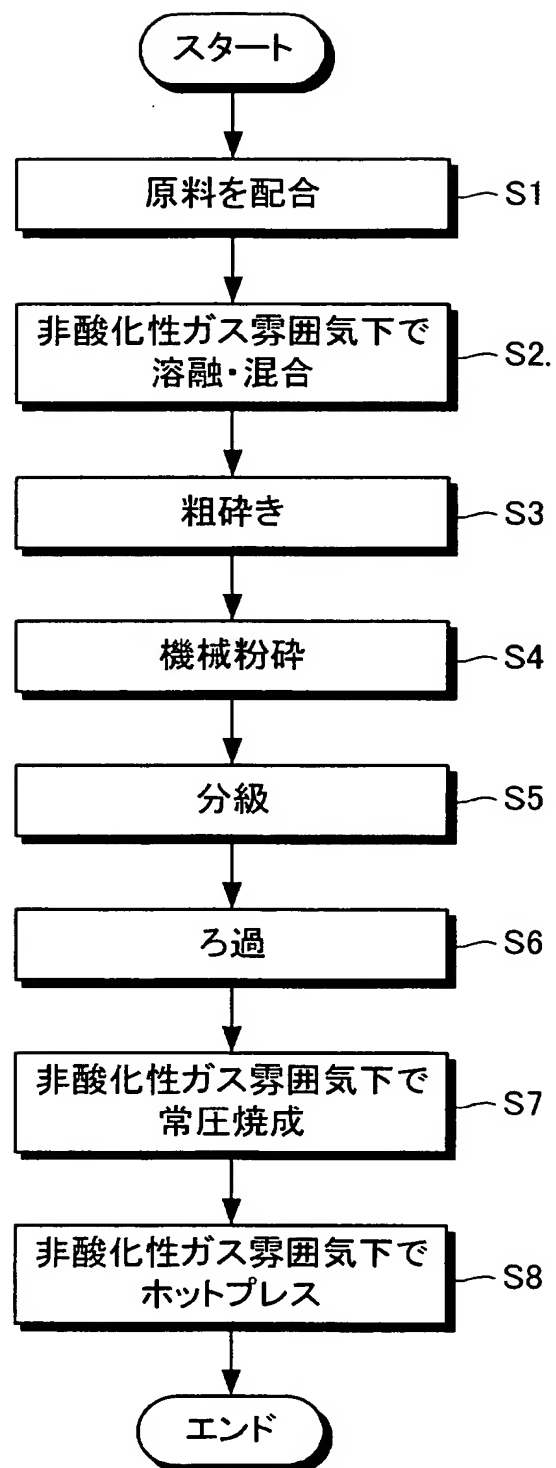 スタート
原料を配合
S1
非酸化性ガス雰囲気下で
溶融・混合
S2.
粗砕き
S3
機械粉砕
S4
分級
S5
ろ過
S6
非酸化性ガス雰囲気下で
常圧焼成
S7
非酸化性ガス雰囲気下で
ホットプレス
S8
エンド